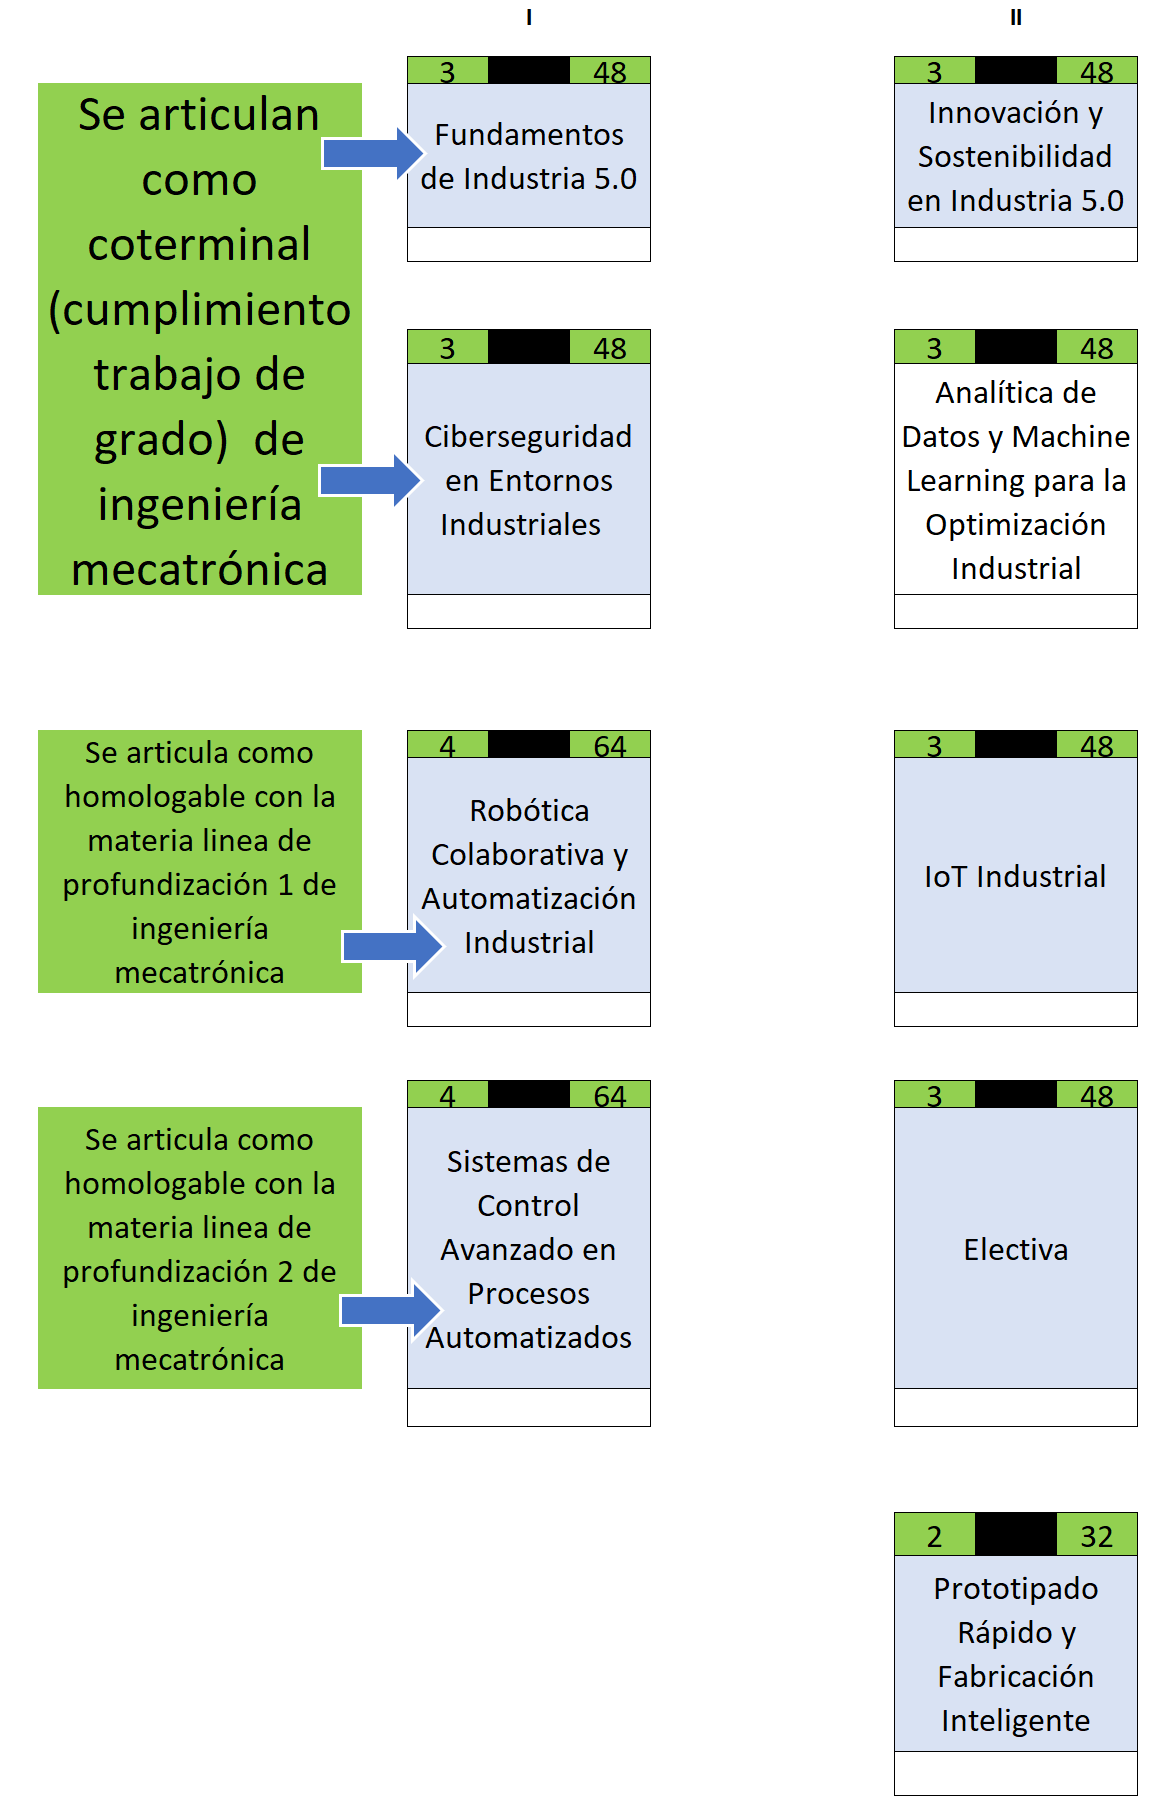 I
II
Se articulan
como
coterminal
(cumplimiento
trabajo de
grado)  de
ingeniería
mecatrónica
3 48
Fundamentos
de Industria 5.0
3 48
Innovación y
Sostenibilidad
en Industria 5.0
3 48
Ciberseguridad
en Entornos
Industriales
3 48
Analítica de
Datos y Machine
Learning para la
Optimización
Industrial
Se articula como
homologable con la
materia linea de
profundización 1 de
ingeniería
mecatrónica
4 64
Robótica
Colaborativa y
Automatización
Industrial
3 48
IoT Industrial
Se articula como
homologable con la
materia linea de
profundización 2 de
ingeniería
mecatrónica
4 64
Sistemas de
Control
Avanzado en
Procesos
Automatizados
3 48
Electiva
2 32
Prototipado
Rápido y
Fabricación
Inteligente